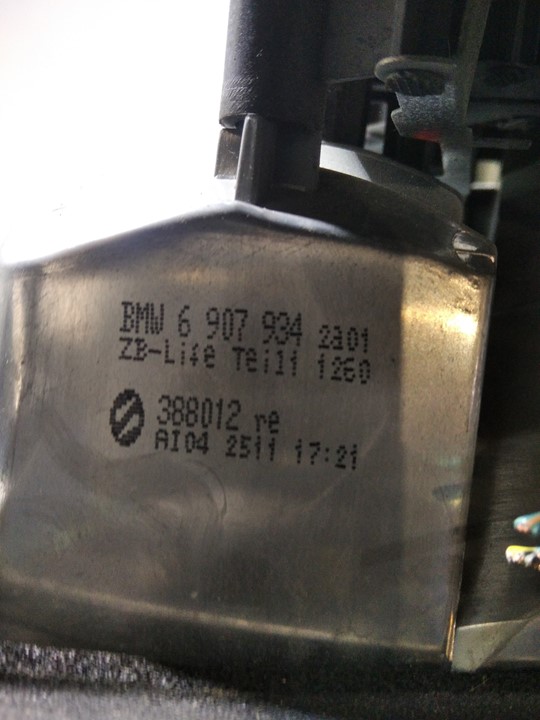 BMW 6 907 934 2a01
ZB-Life Teil1 1260
388012 re
AI04 2511 17:21